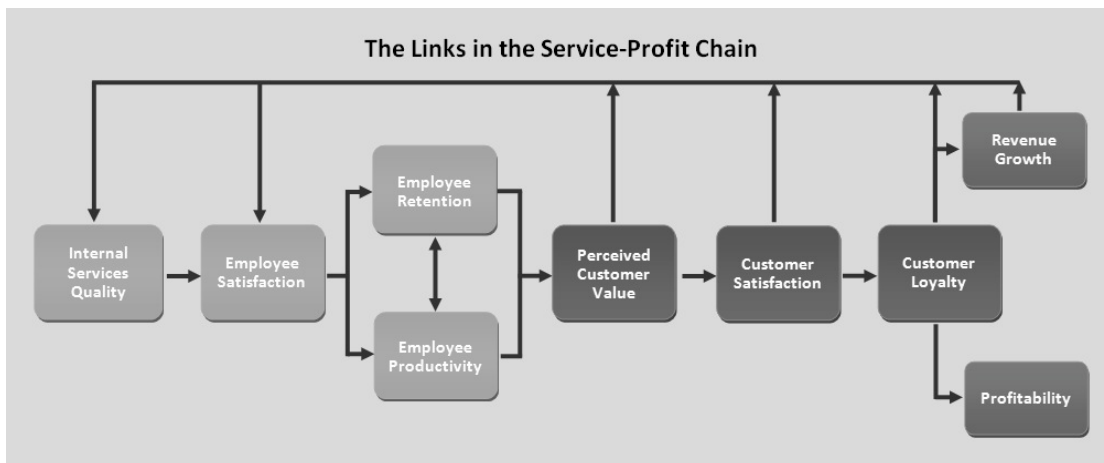 The Links in the Service-Profit Chain
Internal
Services
Quality
Employee
Satisfaction
Employee
Retention
Employee
Productivity
Perceived
Customer
Value
Customer
Satisfaction
Customer
Loyalty
Revenue
Growth
Profitability